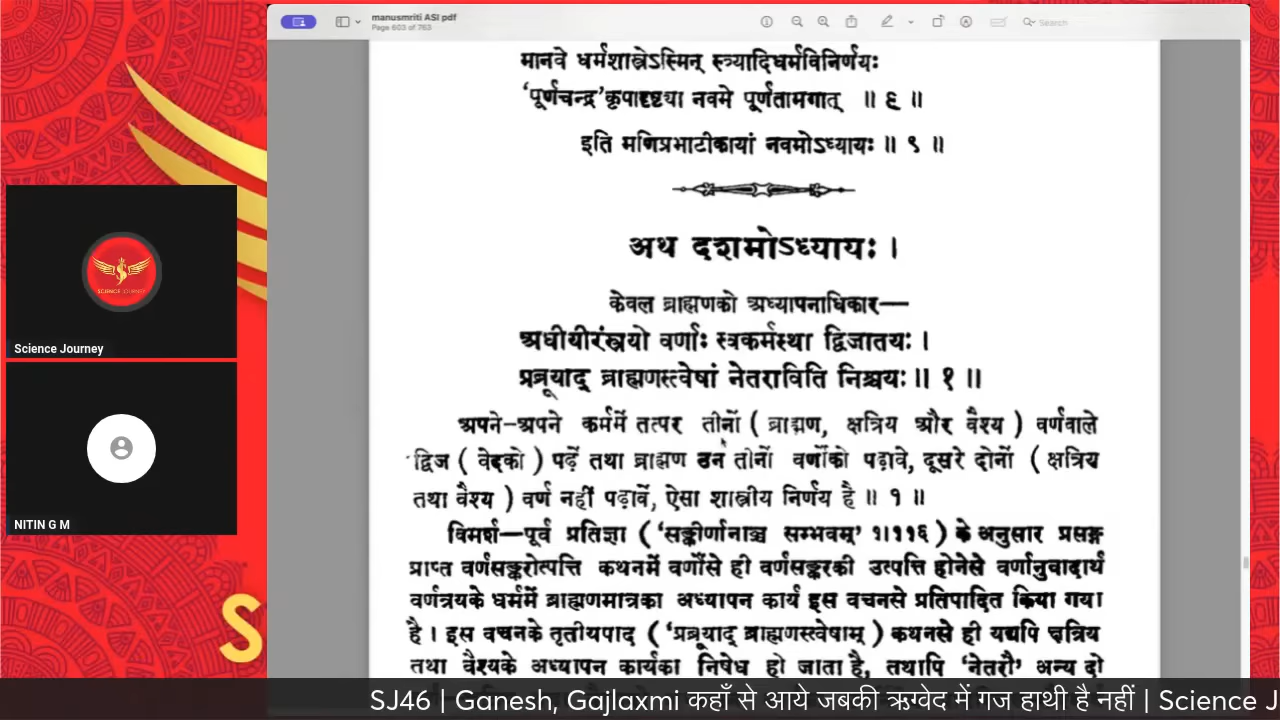 manusmriti ASI pdf
Page 603 of 763
Search
मानवे धर्मशास्त्रेऽस्मिन् स्त्र्यादिधर्मविनिर्णयः
‘पूर्णचन्द्र’कृपादृष्ट्या नवमे पूर्णतामगात् ॥ ९ ॥
इति मणिप्रभाटीकायां नवमोऽध्यायः ॥ ९ ॥
अथ दशमोऽध्यायः ।
केवल ब्राह्मणको अध्यापनाधिकार—
अधीयीरंस्त्रयो वर्णाः स्वकर्मस्था द्विजातयः ।
प्रब्रूयाद् ब्राह्मणस्त्वेषां नेतराविति निश्चयः ॥ १ ॥
अपने-अपने कर्ममें तत्पर तीनों ( ब्राह्मण, क्षत्रिय और वैश्य ) वर्णवाले
द्विज ( वेदको ) पढ़ें तथा ब्राह्मण उन तीनों वर्णोंको पढ़ावे, दूसरे दोनों ( क्षत्रिय
तथा वैश्य ) वर्ण नहीं पढ़ावें, ऐसा शास्त्रीय निर्णय है ॥ १ ॥
विमर्श—पूर्व प्रतिज्ञा ( ‘सङ्कीर्णानाञ्च सम्भवम्’ १।११६ ) के अनुसार प्रसङ्ग
प्राप्त वर्णसङ्करोत्पत्ति कथनमें वर्णोंसे ही वर्णसङ्करकी उत्पत्ति होनेसे वर्णानुवादार्थ
वर्णत्रयके धर्ममें ब्राह्मणमात्रका अध्यापन कार्य इस वचनसे प्रतिपादित किया गया
है । इस वचनके तृतीयपाद ( ‘प्रब्रूयाद् ब्राह्मणस्त्वेषाम् ) कथनसे ही यद्यपि क्षत्रिय
तथा वैश्यके अध्यापन कार्यका निषेध हो जाता है, तथापि ‘नेतरौ’ अन्य दो
SCIENCE JOURNEY
Science Journey
NITIN G M
S
SJ46 | Ganesh, Gajlaxmi कहाँ से आये जबकी ऋग्वेद में गज हाथी है नहीं | Science J